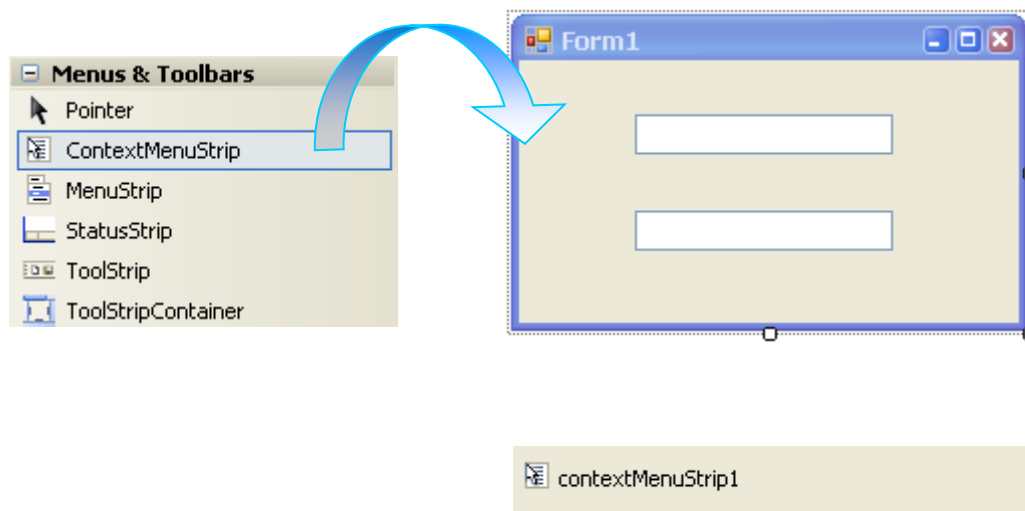 Menus & Toolbars
Pointer
ContextMenuStrip
MenuStrip
StatusStrip
ToolStrip
ToolStripContainer
Form1
contextMenuStrip1